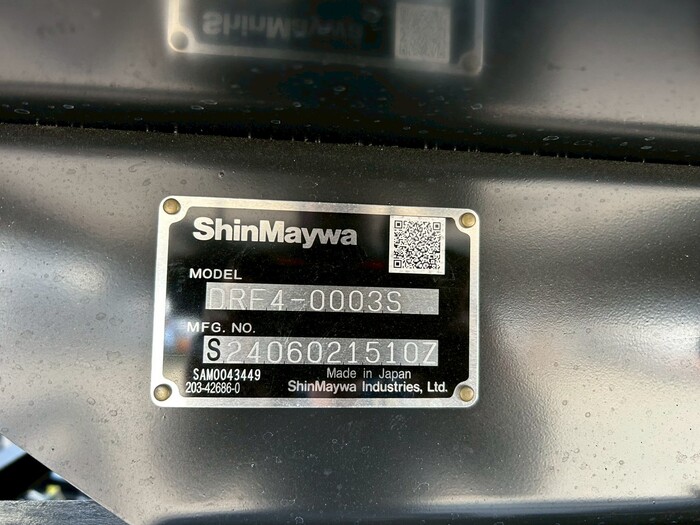 ShinMaywa
MODEL
DRF4-0003S
MFG. NO.
S2406021510Z
SAM0043449
Made in Japan
203-42686-0
ShinMaywa Industries, Ltd.